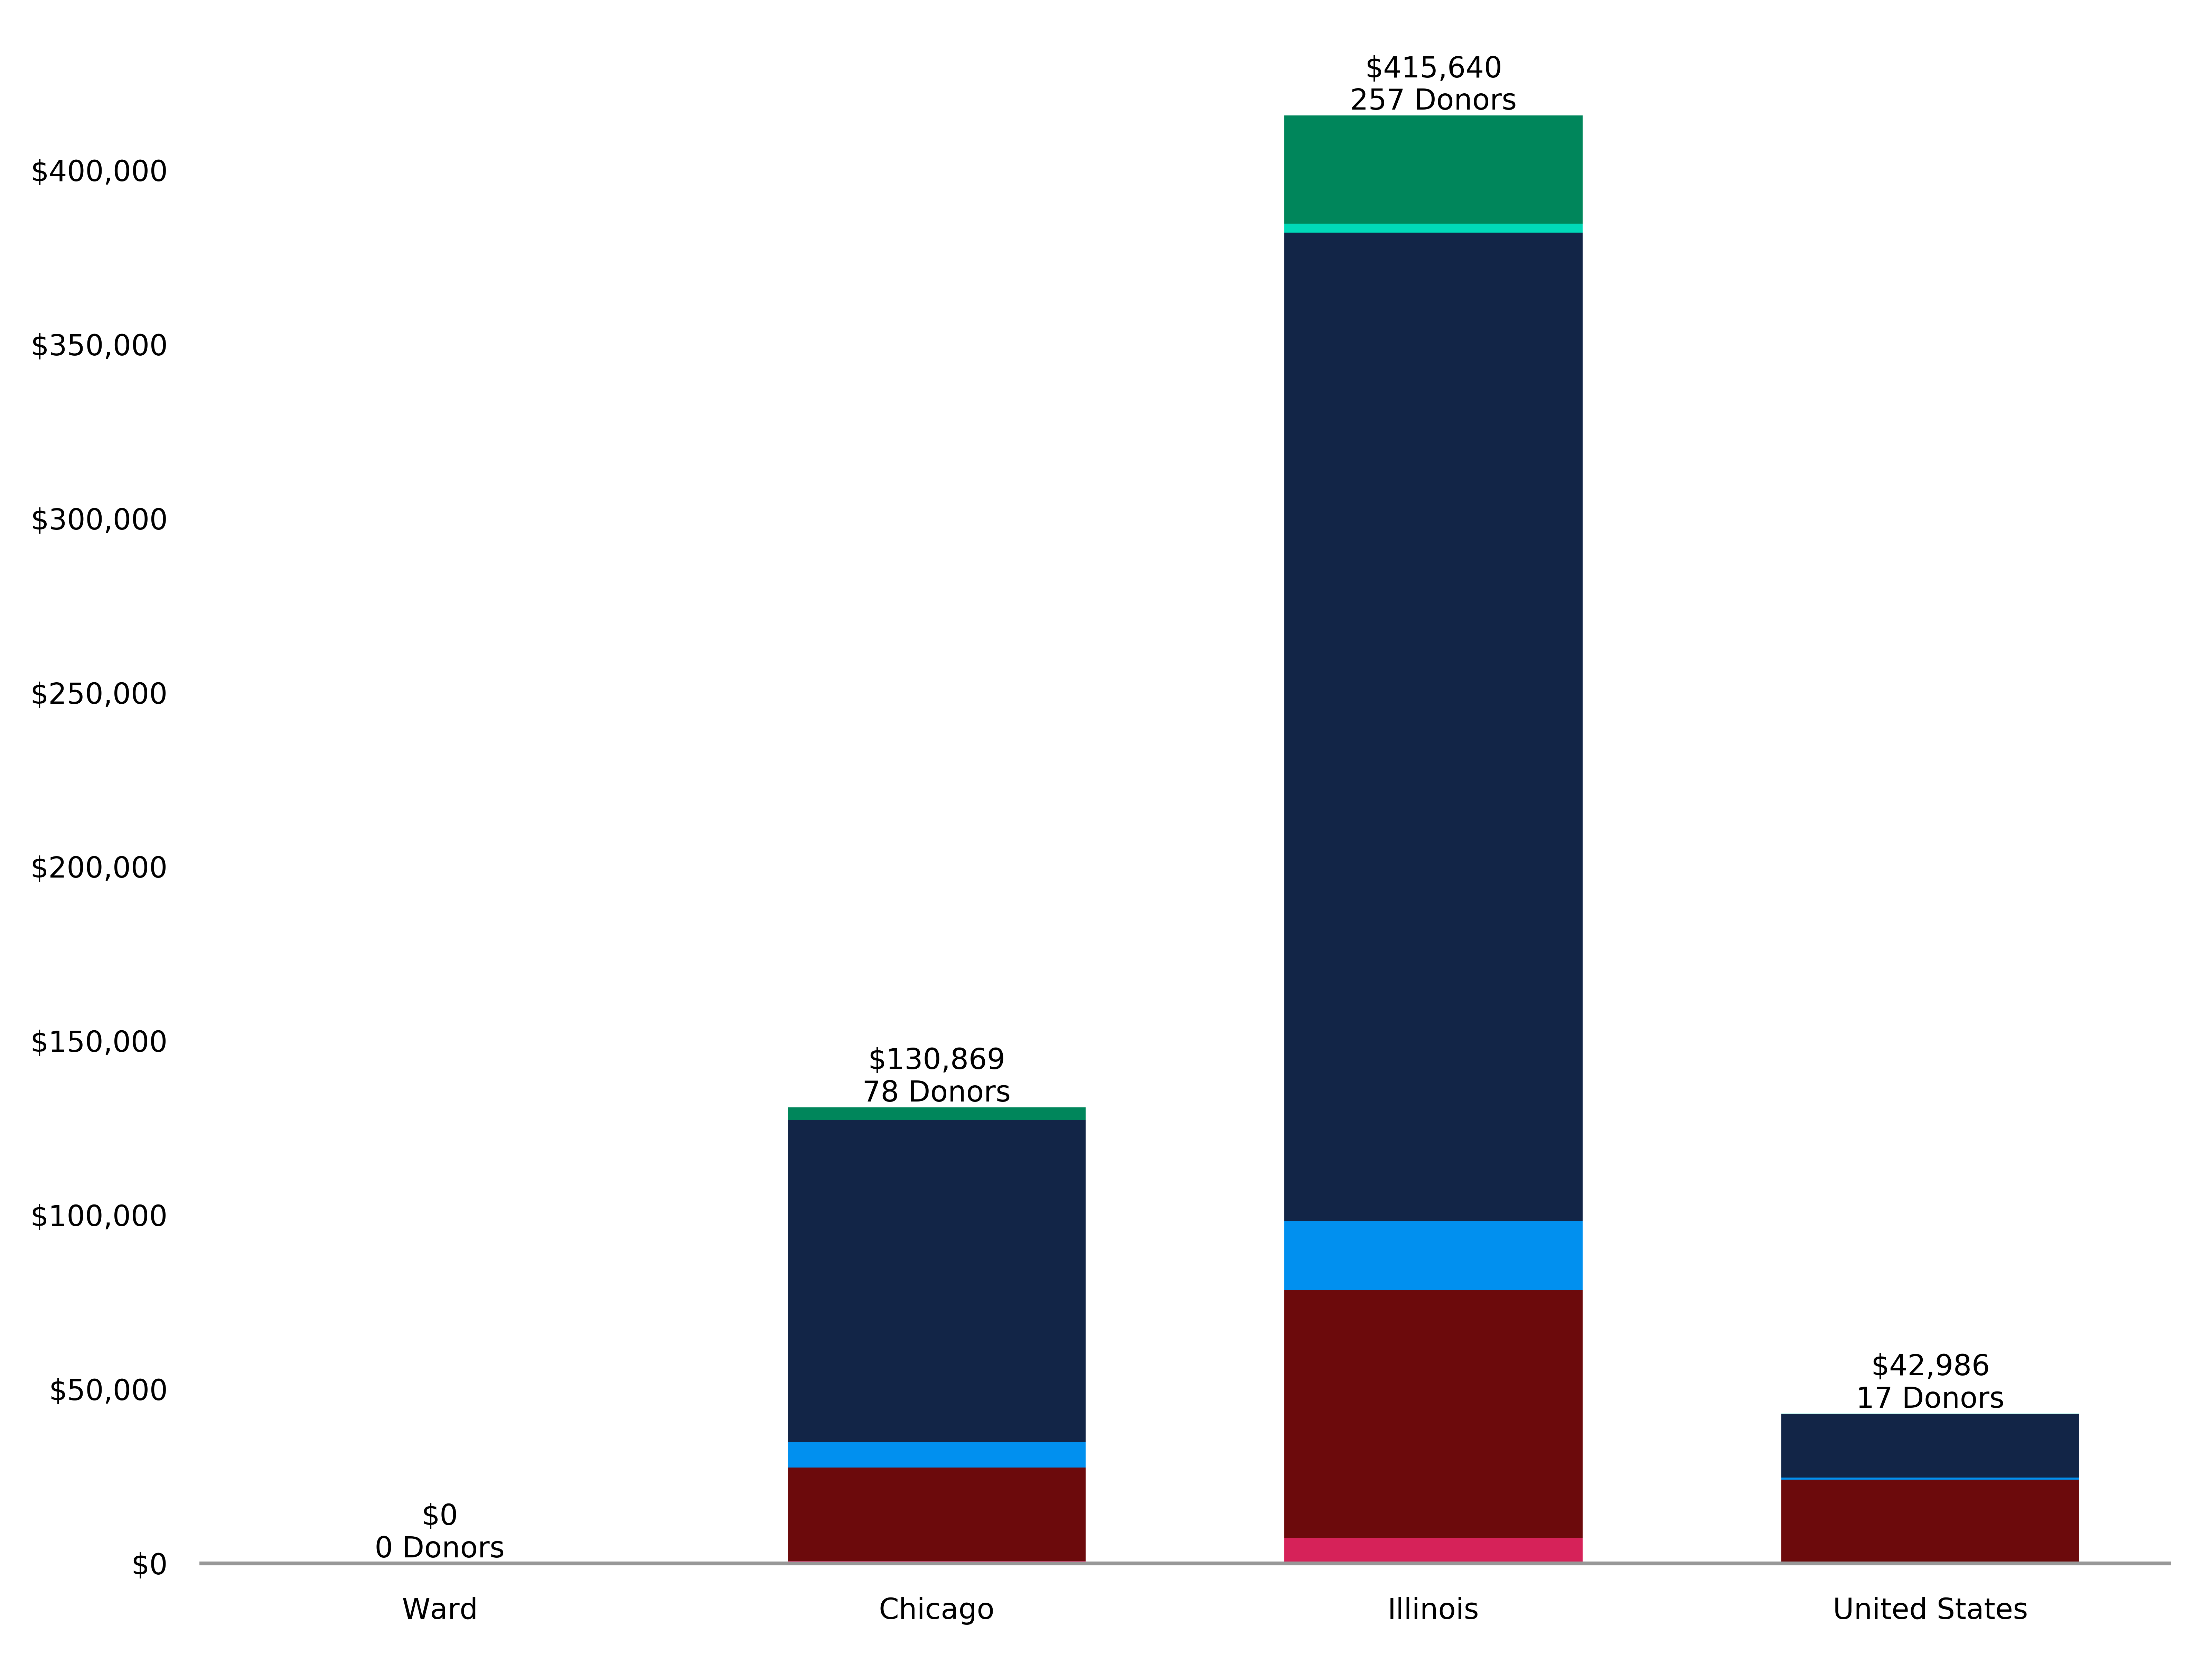 $415,640
257 Donors
$400,000
$350,000
$300,000
$250,000
$200,000
$150,000
$130,869
78 Donors
$100,000
$50,000
$42,986
17 Donors
$0
0 Donors
$0
Ward
Chicago
Illinois
United States